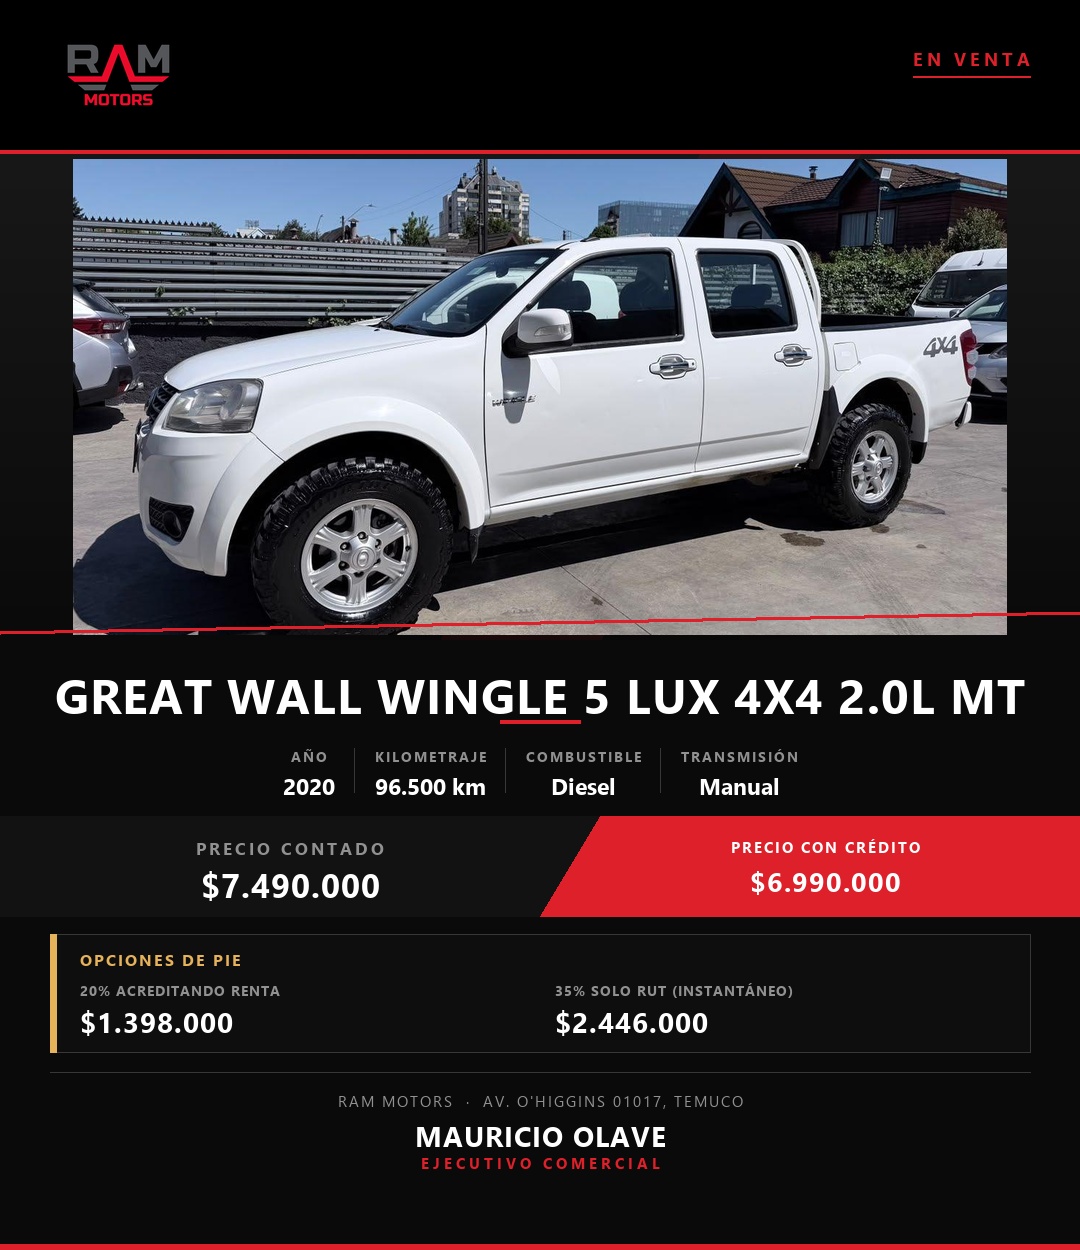 RAM
MOTORS
EN VENTA
4X4
GREAT WALL WINGLE 5 LUX 4X4 2.0L MT
AÑO
2020
KILOMETRAJE
96.500 km
COMBUSTIBLE
Diesel
TRANSMISIÓN
Manual
PRECIO CONTADO
$7.490.000
PRECIO CON CRÉDITO
$6.990.000
OPCIONES DE PIE
20% ACREDITANDO RENTA
$1.398.000
35% SOLO RUT (INSTANTÁNEO)
$2.446.000
RAM MOTORS · AV. O'HIGGINS 01017, TEMUCO
MAURICIO OLAVE
EJECUTIVO COMERCIAL